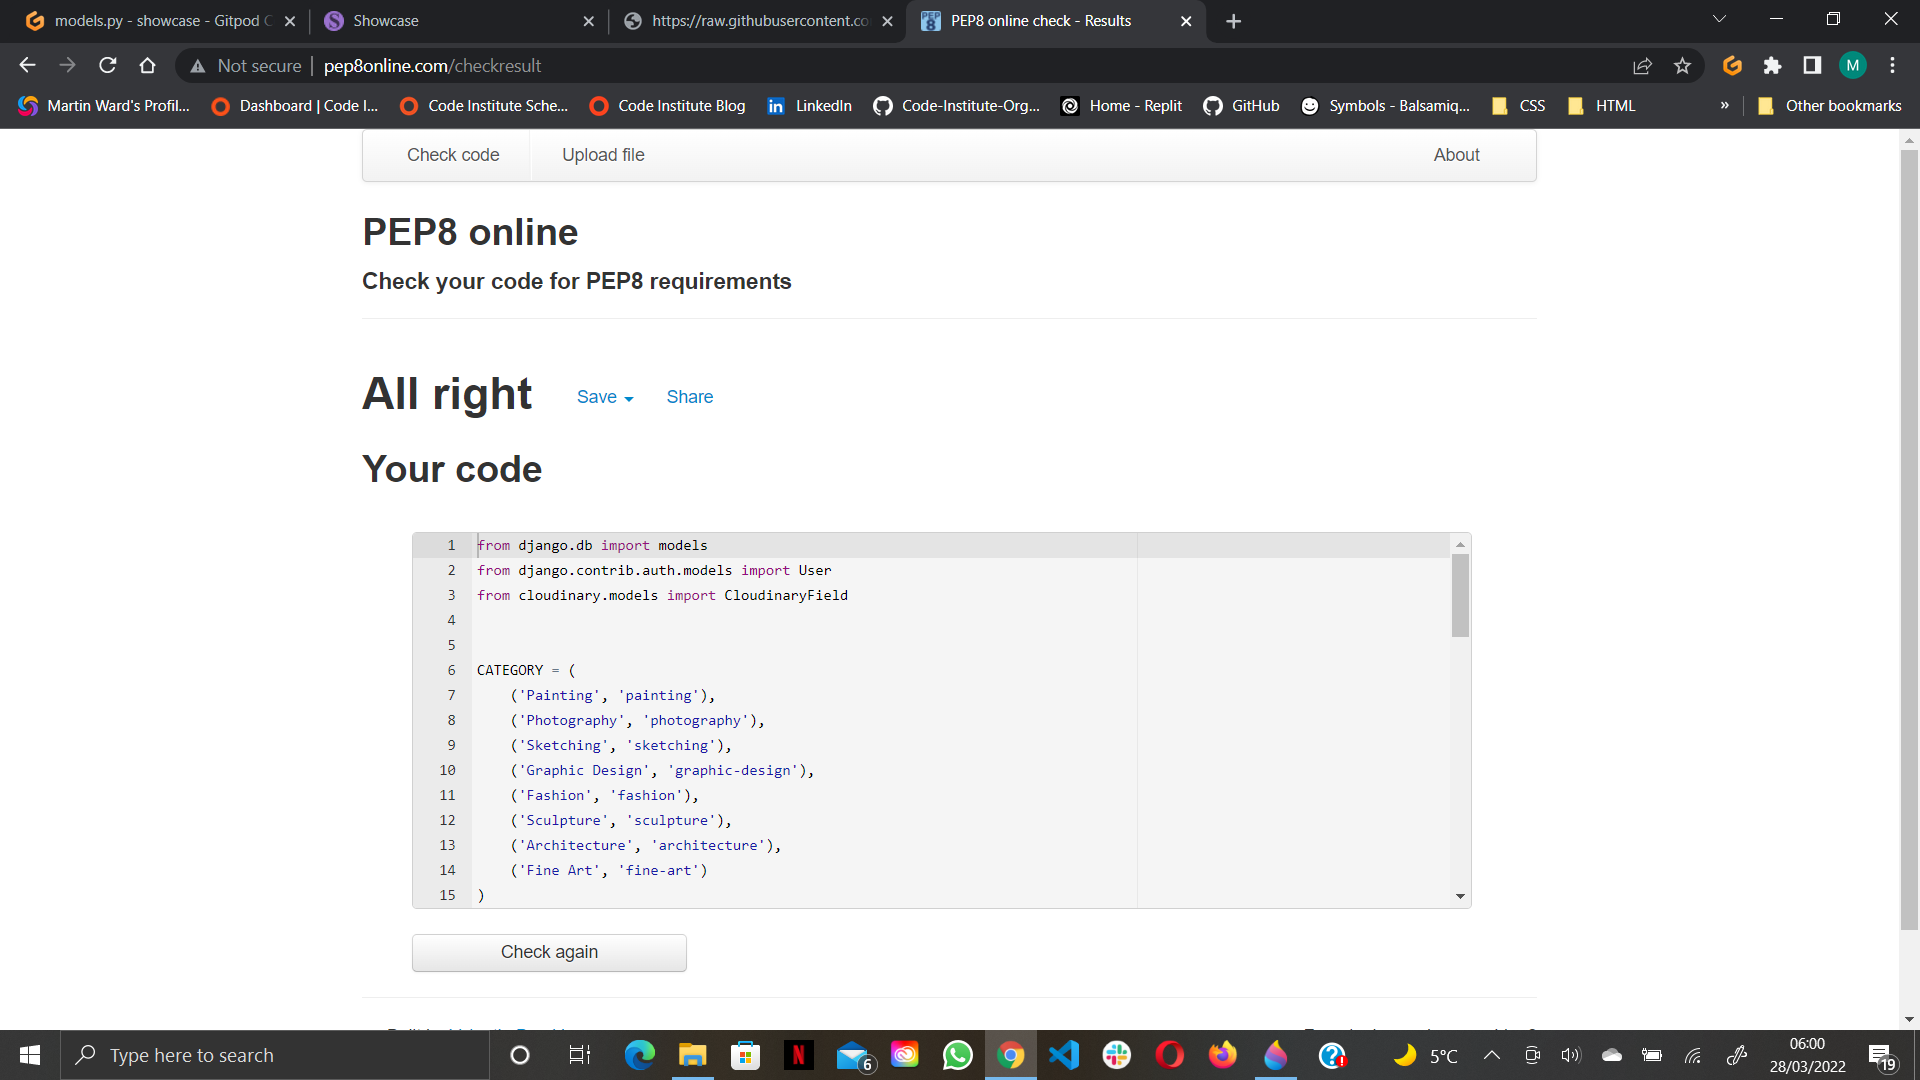 models.py - showcase - Gitpod
Showcase
https://raw.githubusercontent.co
PEP8 online check - Results
Not secure
pep8online.com/checkresult
M
Martin Ward's Profil...
Dashboard | Code I...
Code Institute Sche...
Code Institute Blog
LinkedIn
Code-Institute-Org...
Home - Replit
GitHub
Symbols - Balsamiq...
CSS
HTML
»
Other bookmarks
Check code
Upload file
About
PEP8 online
Check your code for PEP8 requirements
All right
Save
Share
Your code
1 from django.db import models
2 from django.contrib.auth.models import User
3 from cloudinary.models import CloudinaryField
4
5
6 CATEGORY = (
7 ('Painting', 'painting'),
8 ('Photography', 'photography'),
9 ('Sketching', 'sketching'),
10 ('Graphic Design', 'graphic-design'),
11 ('Fashion', 'fashion'),
12 ('Sculpture', 'sculpture'),
13 ('Architecture', 'architecture'),
14 ('Fine Art', 'fine-art')
15 )
Check again
Type here to search
6
5°C
06:00
28/03/2022
19